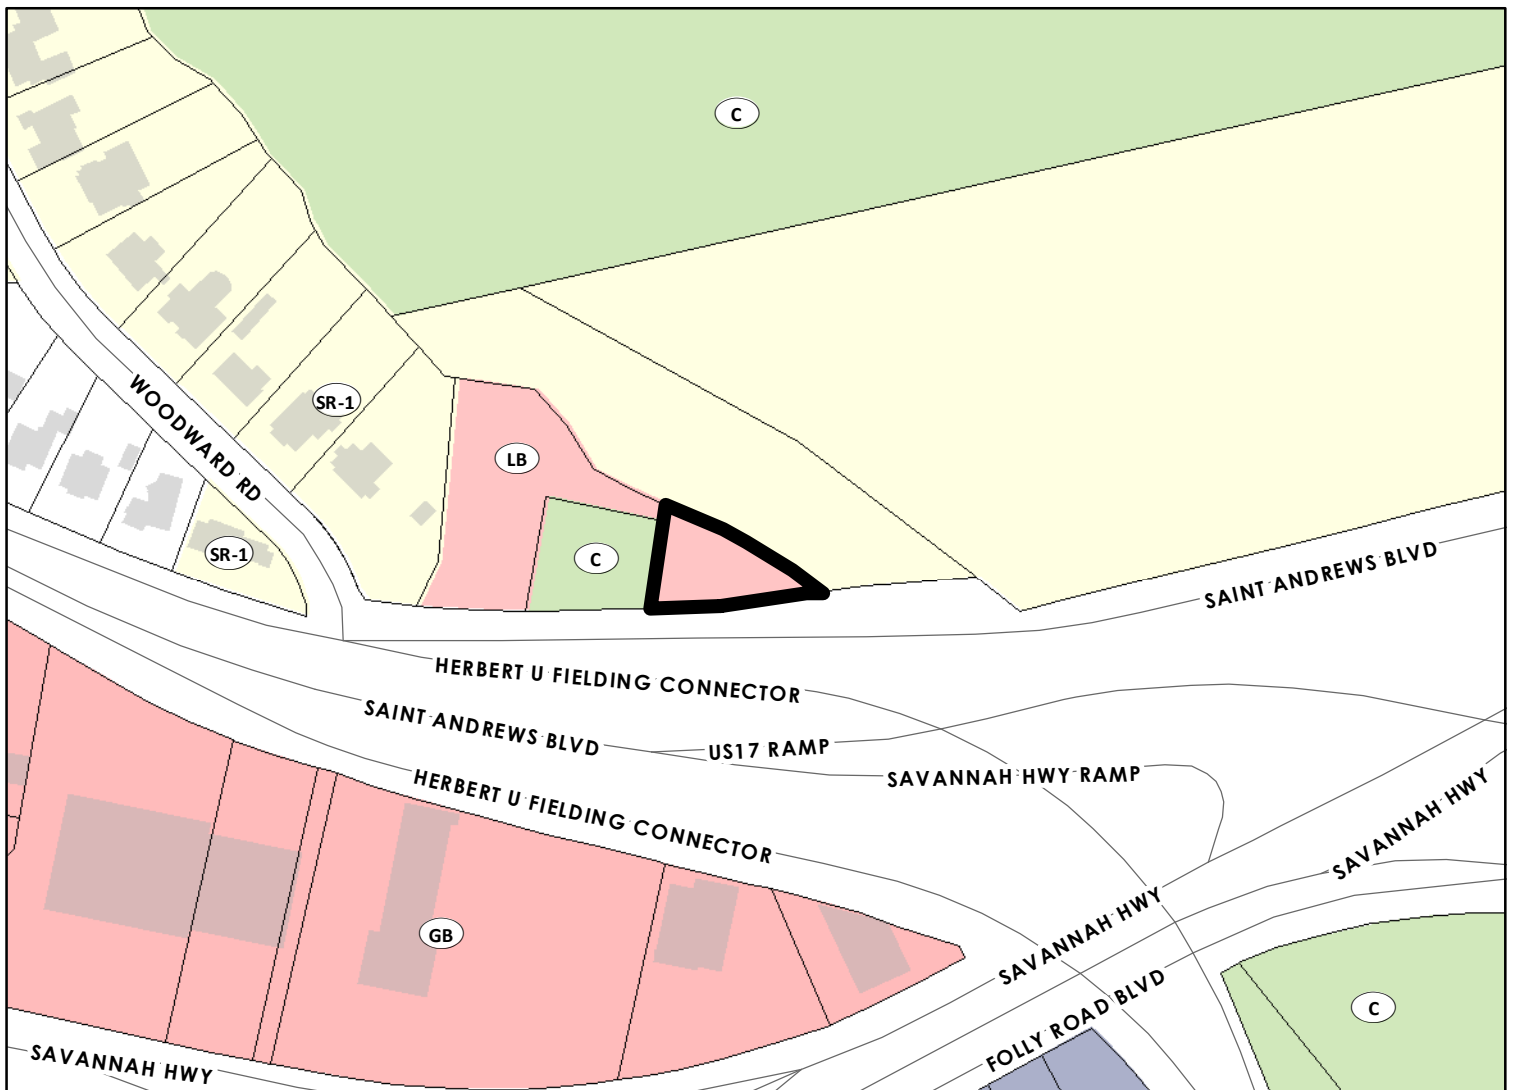 C
SR-1
WOODWARD RD
LB
SR-1
C
SAINT ANDREWS BLVD
HERBERT U FIELDING CONNECTOR
SAINT ANDREWS BLVD
US17 RAMP
SAVANNAH HWY RAMP
HERBERT U FIELDING CONNECTOR
SAVANNAH HWY
GB
SAVANNAH HWY
C
FOLLY ROAD BLVD
SAVANNAH HWY